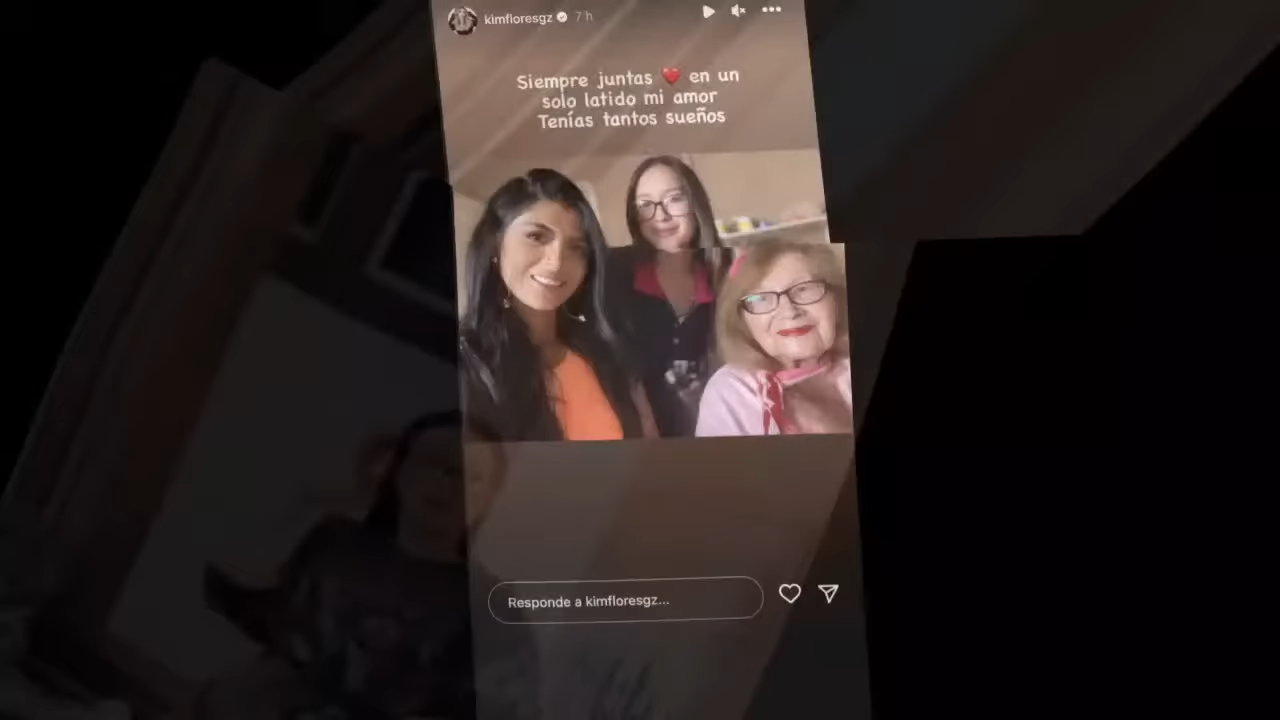 kimfloresgz 7 h
Siempre juntas ❤️ en un
solo latido mi amor
Tenías tantos sueños
Responde a kimfloresgz...